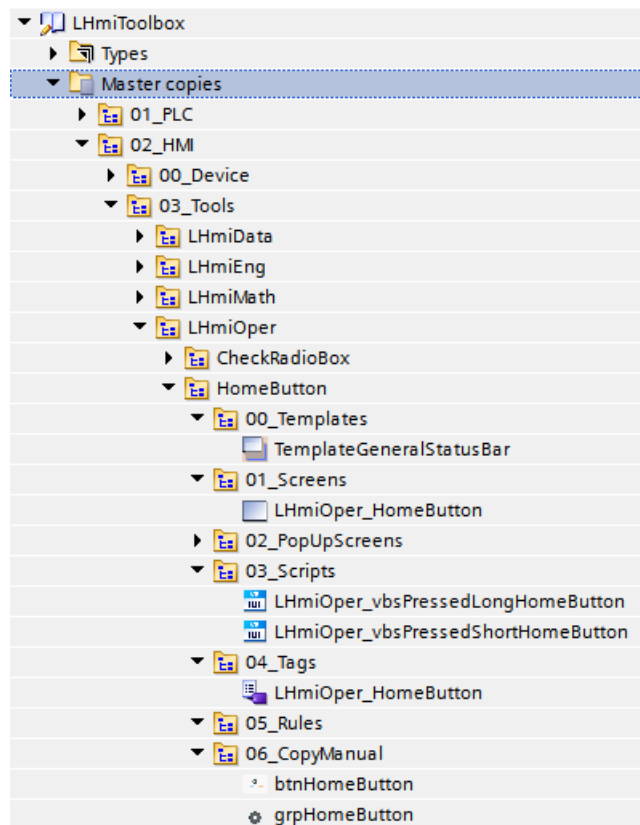 LHmiToolbox
Types
Master copies
01_PLC
02_HMI
00_Device
03_Tools
LHmiData
LHmiEng
LHmiMath
LHmiOper
CheckRadioBox
HomeButton
00_Templates
TemplateGeneralStatusBar
01_Screens
LHmiOper_HomeButton
02_PopUpScreens
03_Scripts
LHmiOper_vbsPressedLongHomeButton
LHmiOper_vbsPressedShortHomeButton
04_Tags
LHmiOper_HomeButton
05_Rules
06_CopyManual
btnHomeButton
grpHomeButton